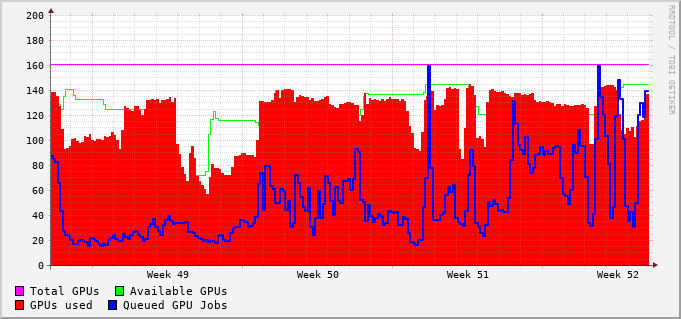 200
180
160
140
120
100
80
60
40
20
0
Week 49 Week 50 Week 51 Week 52
Total GPUs Available GPUs
GPUs used Queued GPU Jobs
RRDTOOL / TOBI OETIKER